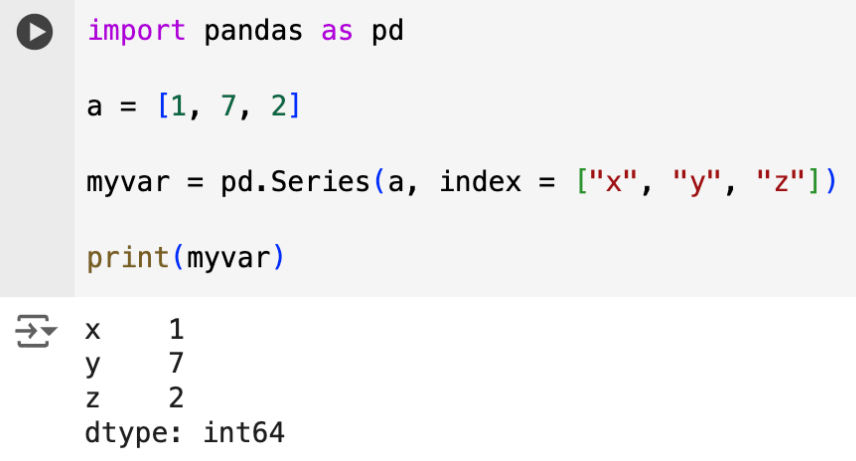 import pandas as pd
a = [1, 7, 2]
myvar = pd.Series(a, index = ["x", "y", "z"])
print(myvar)
x    1
y    7
z    2
dtype: int64